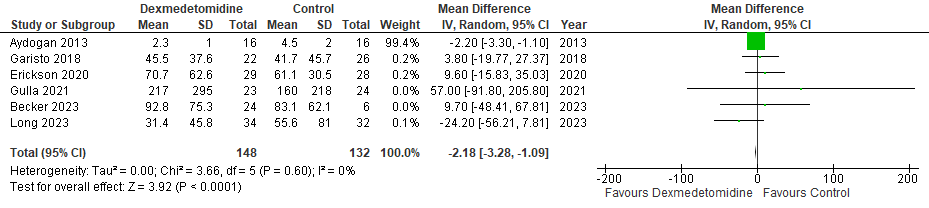 Dexmedetomidine Control Mean Difference Mean Difference
Study or Subgroup Mean SD Total Mean SD Total Weight IV, Random, 95% CI Year IV, Random, 95% CI
Aydogan 2013 2.3 1 16 4.5 2 16 99.4% -2.20 [-3.30, -1.10] 2013
Garisto 2018 45.5 37.6 22 41.7 45.7 26 0.2% 3.80 [-19.77, 27.37] 2018
Erickson 2020 70.7 62.6 29 61.1 30.5 28 0.2% 9.60 [-15.83, 35.03] 2020
Gulla 2021 217 295 23 160 218 24 0.0% 57.00 [-91.80, 205.80] 2021
Becker 2023 92.8 75.3 24 83.1 62.1 6 0.0% 9.70 [-48.41, 67.81] 2023
Long 2023 31.4 45.8 34 55.6 81 32 0.1% -24.20 [-56.21, 7.81] 2023
Total (95% CI) 148 132 100.0% -2.18 [-3.28, -1.09]
Heterogeneity: Tau² = 0.00; Chi² = 3.66, df = 5 (P = 0.60); I² = 0%
Test for overall effect: Z = 3.92 (P < 0.0001)
-200 -100 0 100 200
Favours Dexmedetomidine Favours Control